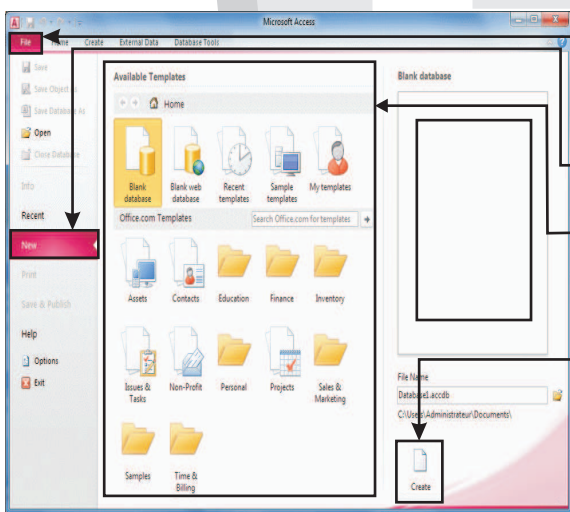 Microsoft Access
File Home Create External Data Database Tools
Save
Save Object As
Save Database As
Open
Close Database
Info
Recent
New
Print
Save & Publish
Help
Options
Exit
Available Templates
Home
Blank database
Blank web database
Recent templates
Sample templates
My templates
Office.com Templates
Search Office.com for templates
Assets
Contacts
Education
Finance
Inventory
Issues & Tasks
Non-Profit
Personal
Projects
Sales & Marketing
Samples
Time & Billing
Blank database
File Name
Database1.accdb
C:\Users\Administrateur\Documents\
Create